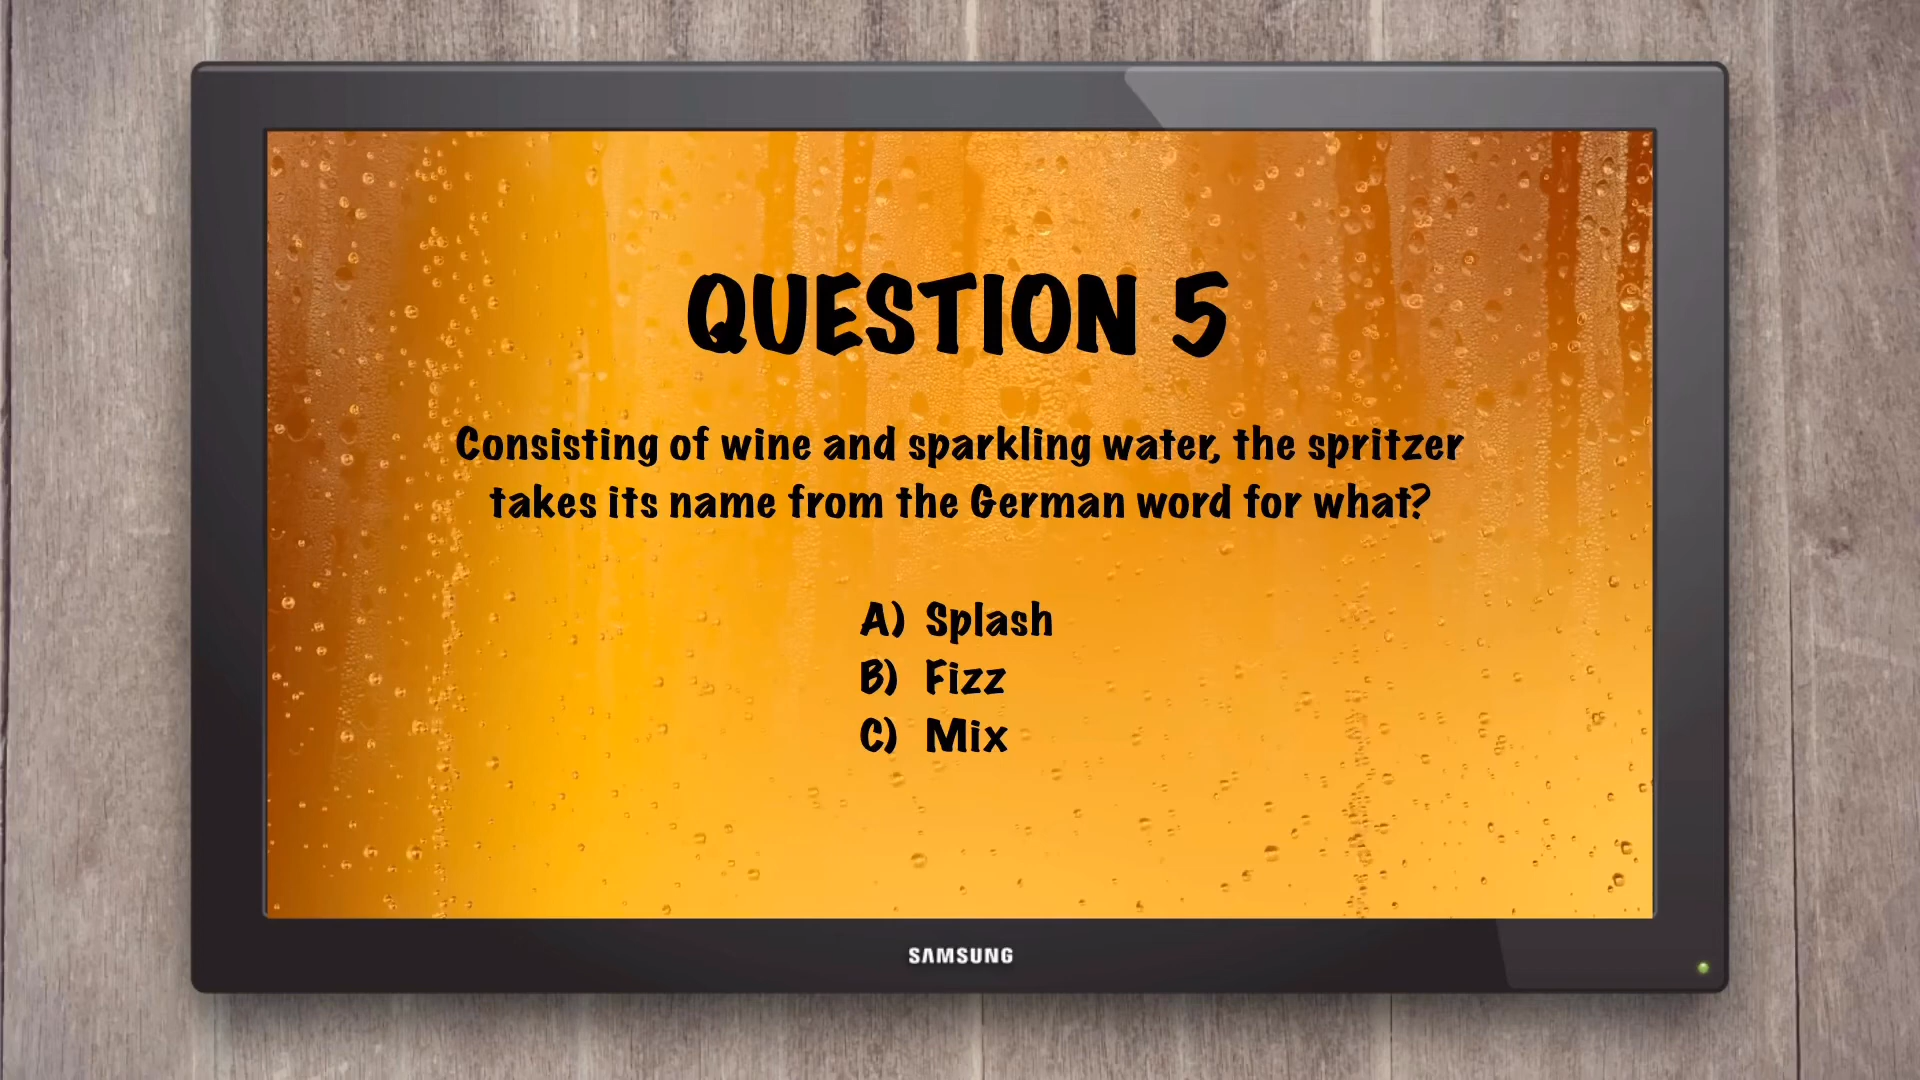 QUESTION 5
Consisting of wine and sparkling water, the spritzer
takes its name from the German word for what?
A) Splash
B) Fizz
C) Mix
SAMSUNG